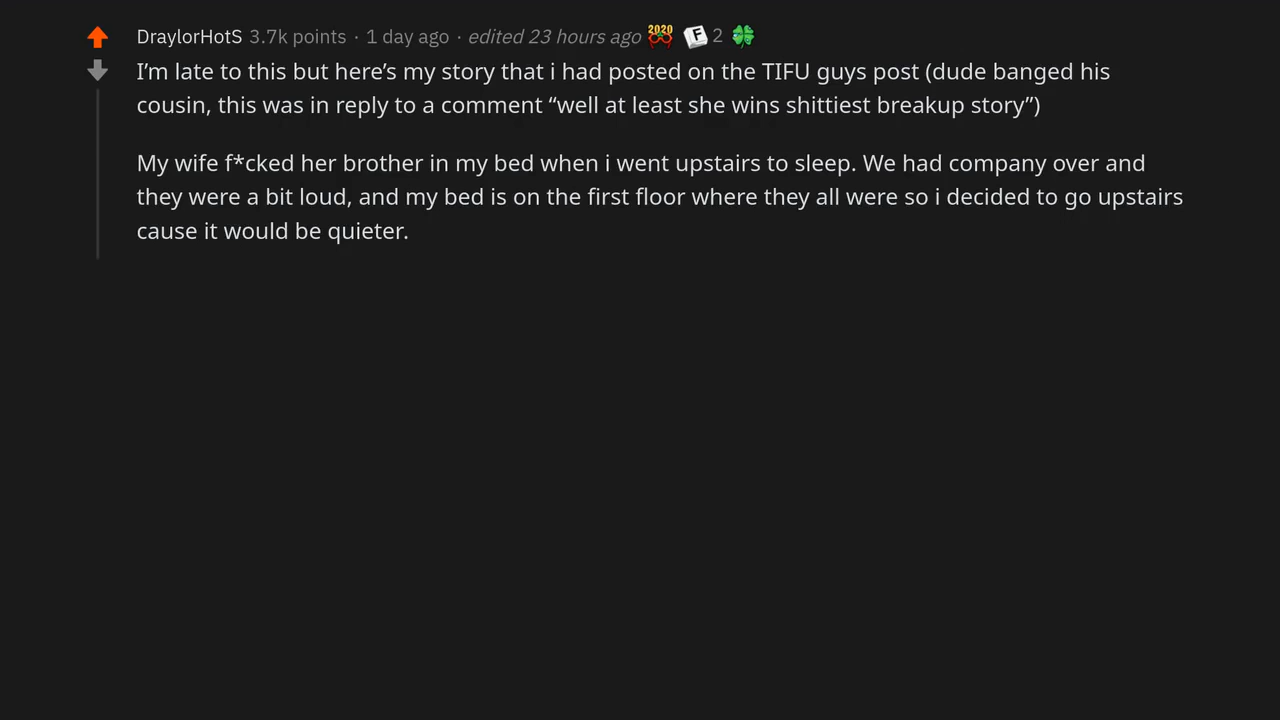 DraylorHotS 3.7k points · 1 day ago · edited 23 hours ago 2020 F 2
I’m late to this but here’s my story that i had posted on the TIFU guys post (dude banged his
cousin, this was in reply to a comment “well at least she wins shittiest breakup story”)
My wife f*cked her brother in my bed when i went upstairs to sleep. We had company over and
they were a bit loud, and my bed is on the first floor where they all were so i decided to go upstairs
cause it would be quieter.